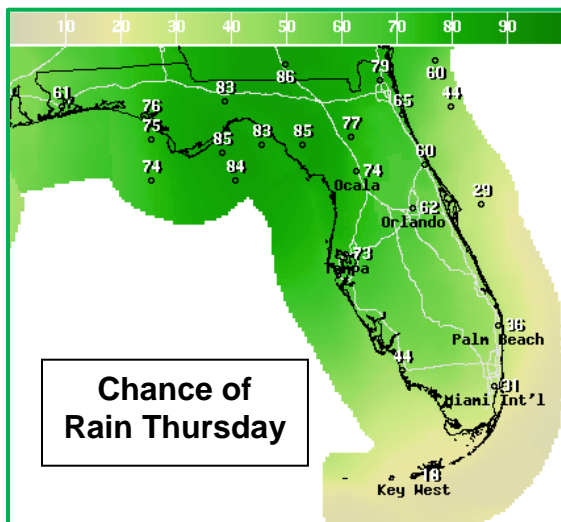 10 20 30 40 50 60 70 80 90
86
79
60
61
83
44
76
65
75
77
85
83
85
60
74
84
74
Ocala
29
62
Orlando
73
Tampa
36
Palm Beach
44
31
Miami Int'l
Chance of
Rain Thursday
18
Key West